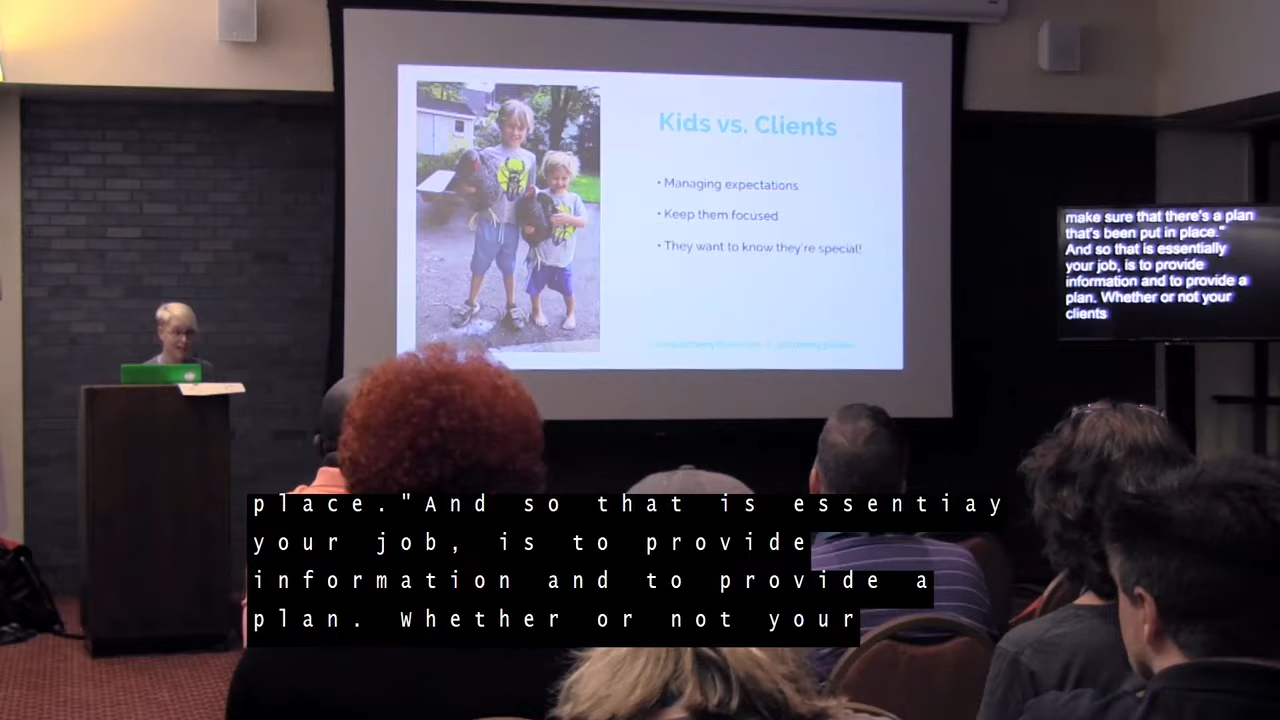 Kids vs. Clients
• Managing expectations
• Keep them focused
• They want to know they're special!
make sure that there's a plan
that's been put in place."
And so that is essentially
your job, is to provide
information and to provide a
plan. Whether or not your
clients
place."And so that is essentiay
your job, is to provide
information and to provide a
plan. Whether or not your